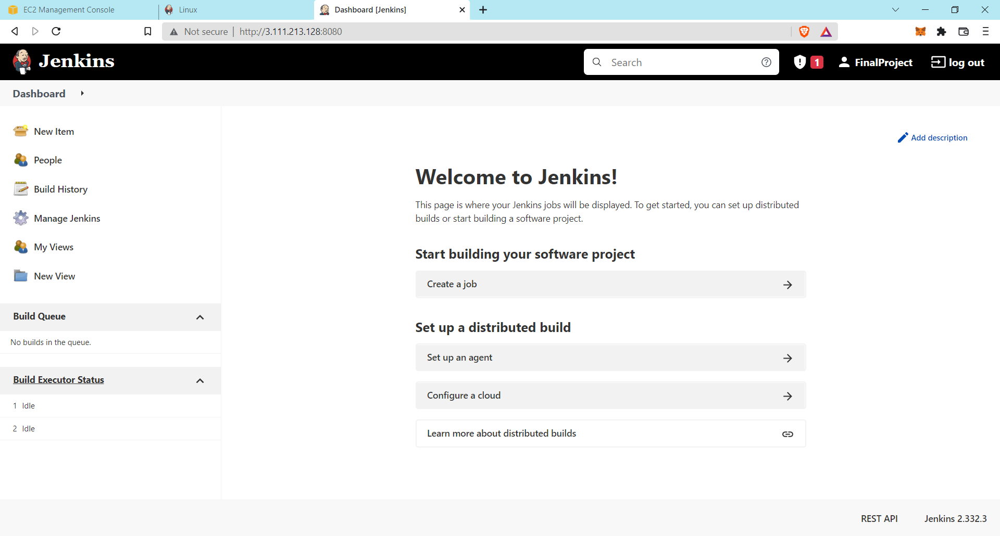 EC2 Management Console
Linux
Dashboard [Jenkins]
Not secure
http://3.111.213.128:8080
Jenkins
Search
1
FinalProject
log out
Dashboard
New Item
People
Build History
Manage Jenkins
My Views
New View
Build Queue
No builds in the queue.
Build Executor Status
1 Idle
2 Idle
Add description
Welcome to Jenkins!
This page is where your Jenkins jobs will be displayed. To get started, you can set up distributed
builds or start building a software project.
Start building your software project
Create a job
Set up a distributed build
Set up an agent
Configure a cloud
Learn more about distributed builds
REST API
Jenkins 2.332.3